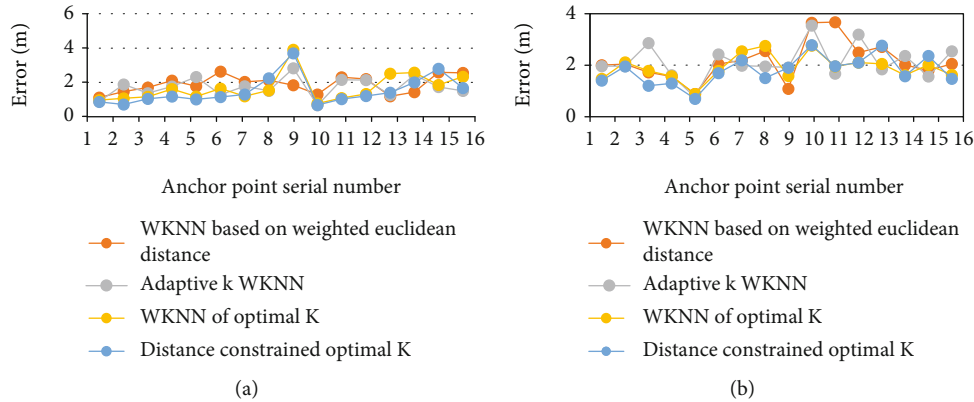 6
4
2
0
Error (m)
1 2 3 4 5 6 7 8 9 10 11 12 13 14 15 16
Anchor point serial number
WKNN based on weighted euclidean
distance
Adaptive k WKNN
WKNN of optimal K
Distance constrained optimal K
(a)
4
2
0
Error (m)
1 2 3 4 5 6 7 8 9 10 11 12 13 14 15 16
Anchor point serial number
WKNN based on weighted euclidean
distance
Adaptive k WKNN
WKNN of optimal K
Distance constrained optimal K
(b)